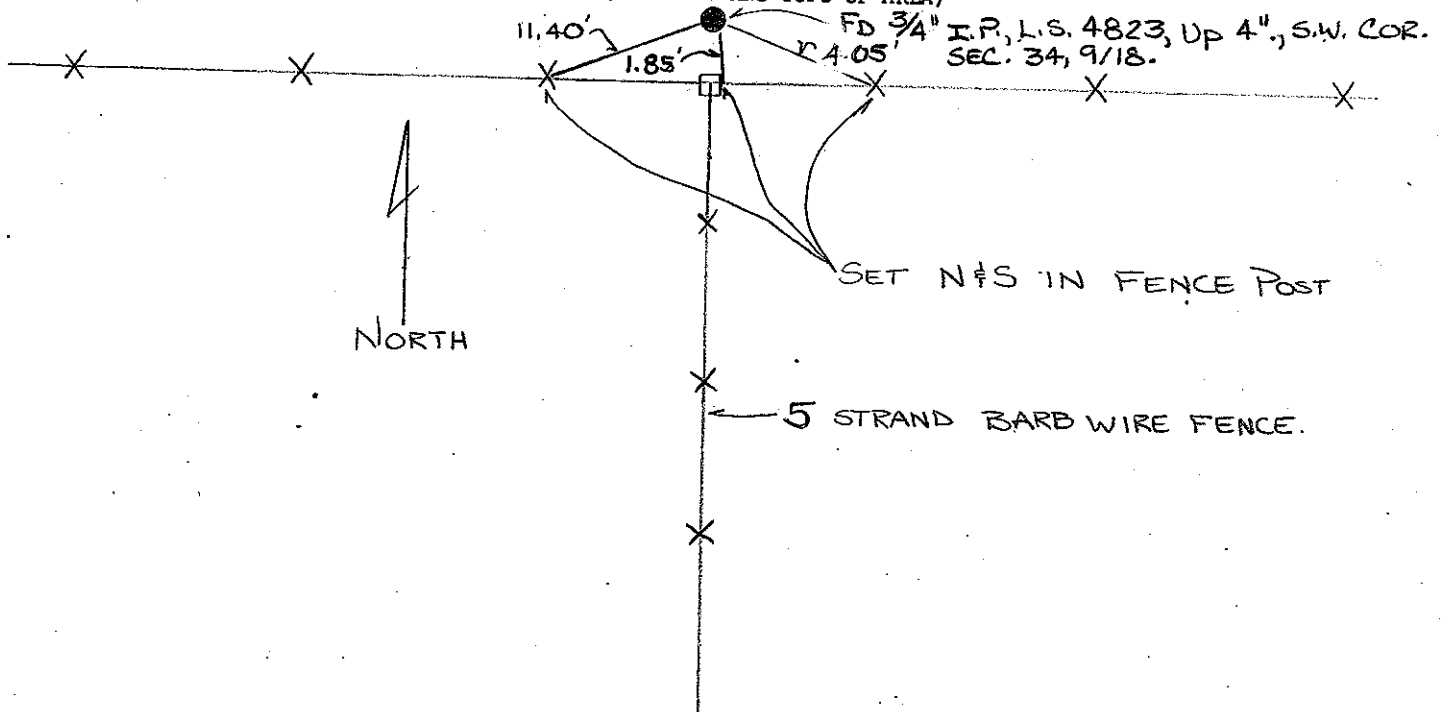 11.40'
FD 3/4" I.P., L.S. 4823, UP 4"., S.W. COR.
1.85'
4.05'
SEC. 34, 9/18.
SET N&S IN FENCE POST
NORTH
5 STRAND BARB WIRE FENCE.